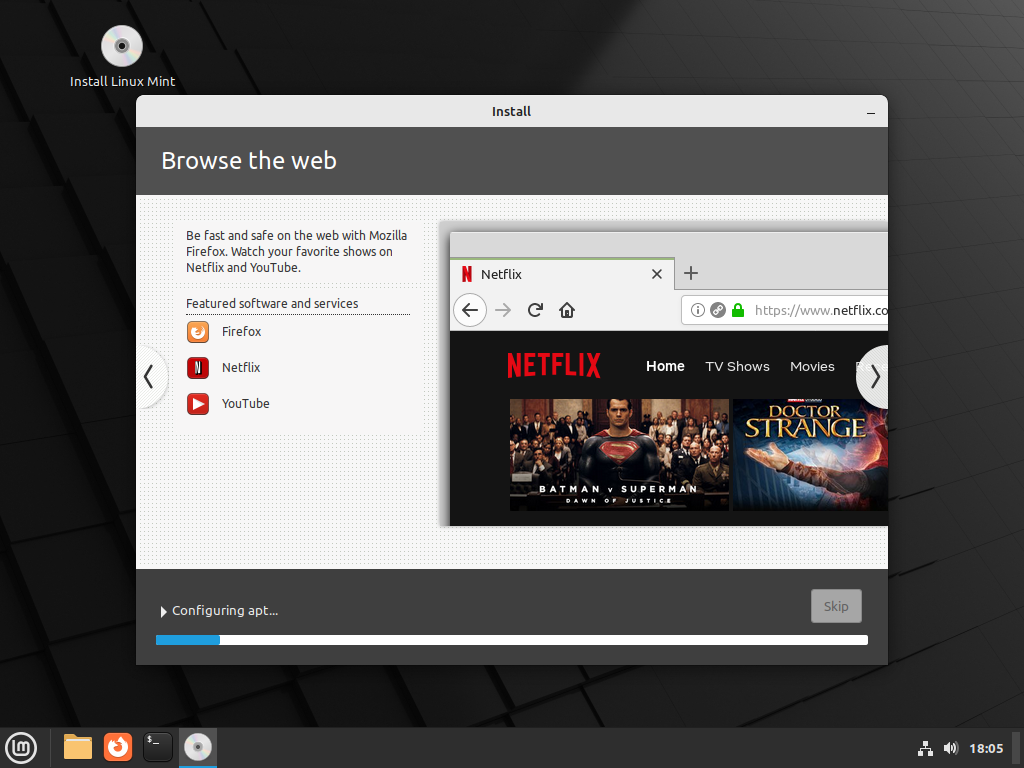 Install Linux Mint
Install
Browse the web
Be fast and safe on the web with Mozilla
Firefox. Watch your favorite shows on
Netflix and YouTube.
Featured software and services
Firefox
Netflix
YouTube
Netflix
https://www.netflix.co
NETFLIX
Home TV Shows Movies
BATMAN v SUPERMAN
DAWN OF JUSTICE
DOCTOR
STRANGE
Configuring apt...
Skip
$_
18:05